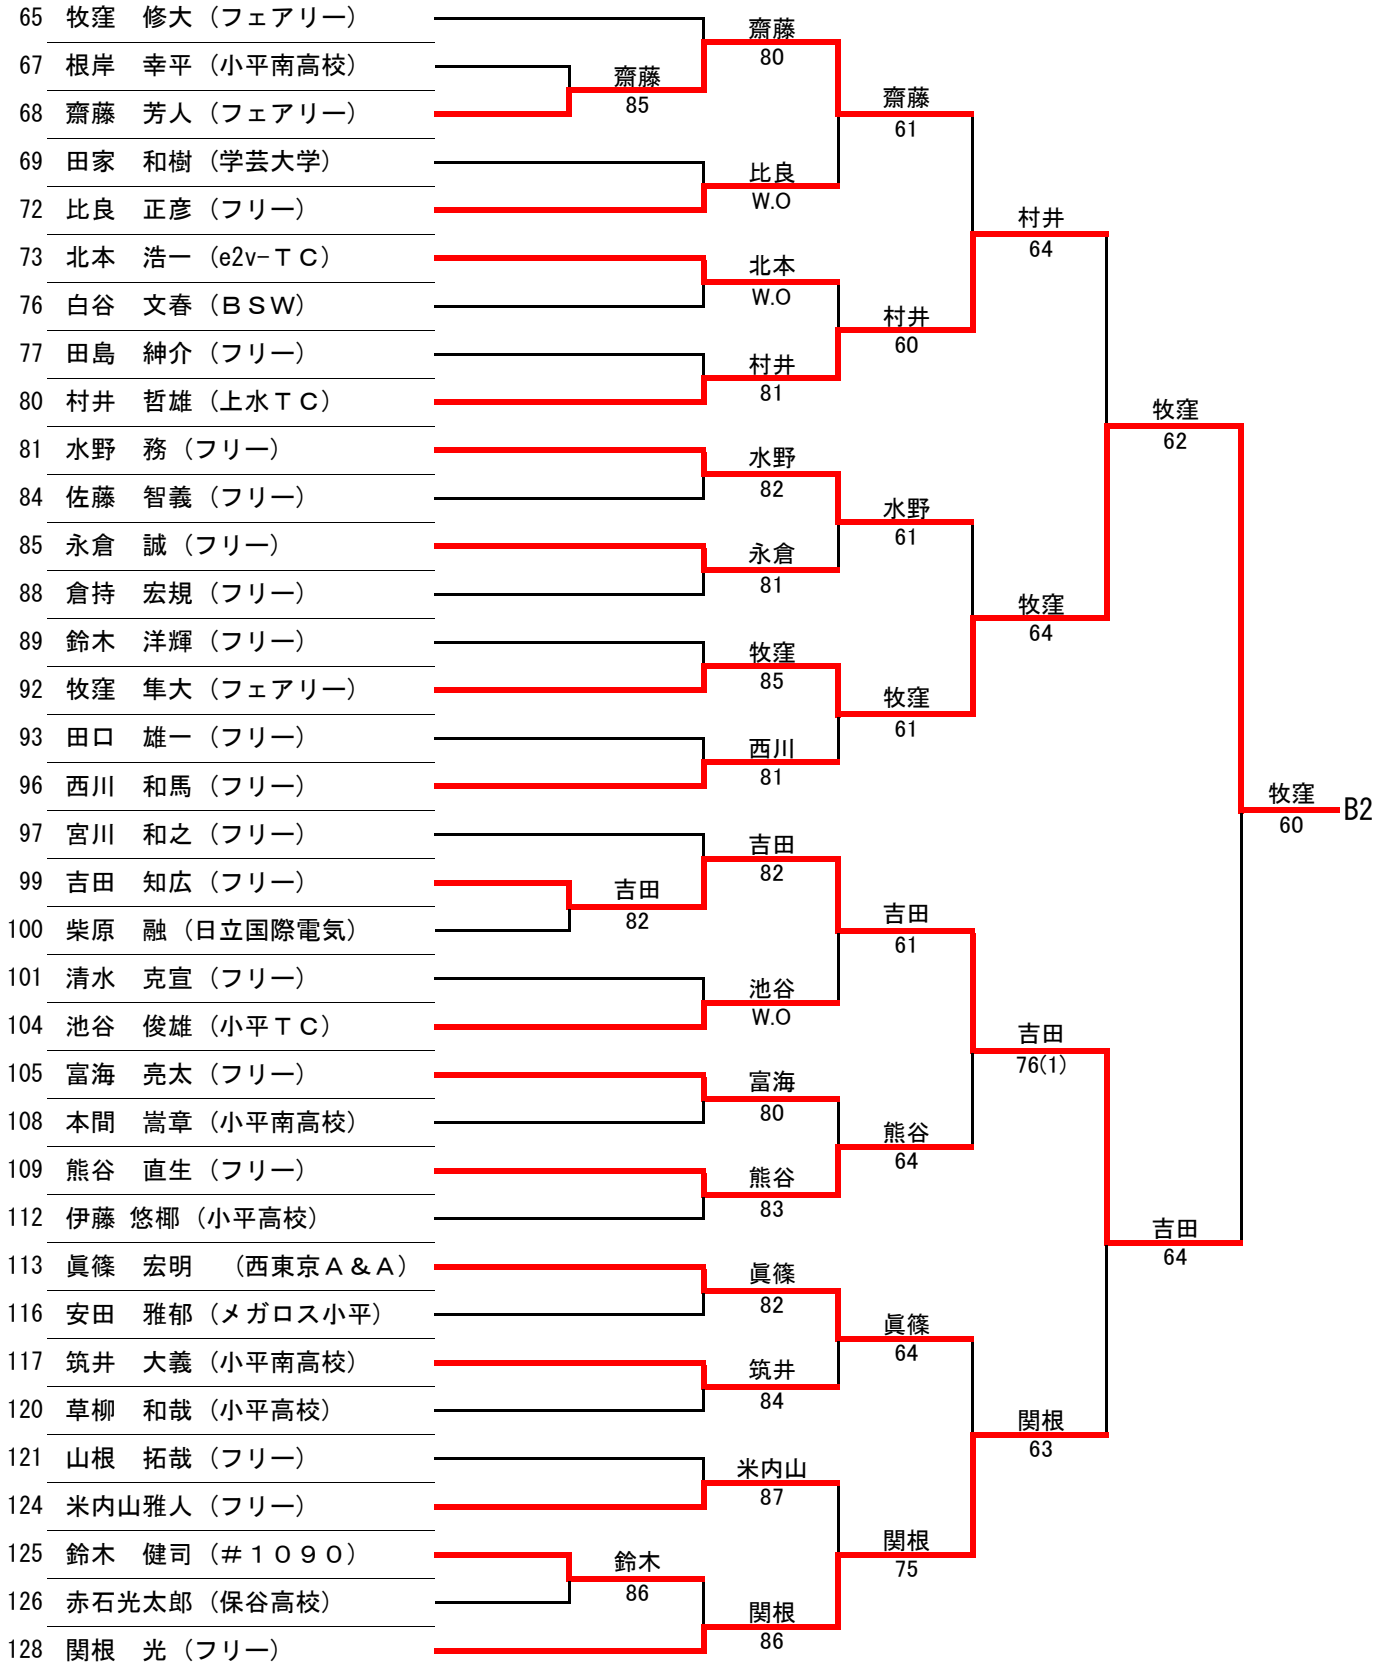 65 牧窪　修大（フェアリー）
67 根岸　幸平（小平南高校）
68 齋藤　芳人（フェアリー）
69 田家　和樹（学芸大学）
72 比良　正彦（フリー）
73 北本　浩一（e2v-ＴＣ）
76 白谷　文春（ＢＳＷ）
77 田島　紳介（フリー）
80 村井　哲雄（上水ＴＣ）
81 水野　務（フリー）
84 佐藤　智義（フリー）
85 永倉　誠（フリー）
88 倉持　宏規（フリー）
89 鈴木　洋輝（フリー）
92 牧窪　隼大（フェアリー）
93 田口　雄一（フリー）
96 西川　和馬（フリー）
97 宮川　和之（フリー）
99 吉田　知広（フリー）
100 柴原　融（日立国際電気）
101 清水　克宣（フリー）
104 池谷　俊雄（小平ＴＣ）
105 富海　亮太（フリー）
108 本間　嵩章（小平南高校）
109 熊谷　直生（フリー）
112 伊藤 悠椰（小平高校）
113 眞篠　宏明　（西東京Ａ＆Ａ）
116 安田　雅郁（メガロス小平）
117 筑井　大義（小平南高校）
120 草柳　和哉（小平高校）
121 山根　拓哉（フリー）
124 米内山雅人（フリー）
125 鈴木　健司（＃１０９０）
126 赤石光太郎（保谷高校）
128 関根　光（フリー）
齋藤
85
吉田
82
鈴木
86
齋藤
80
比良
W.O
北本
W.O
村井
81
水野
82
永倉
81
牧窪
85
西川
81
吉田
82
池谷
W.O
富海
80
熊谷
83
眞篠
82
筑井
84
米内山
87
関根
86
齋藤
61
村井
60
水野
61
牧窪
61
吉田
61
熊谷
64
眞篠
64
関根
75
村井
64
牧窪
64
吉田
76(1)
関根
63
牧窪
62
吉田
64
牧窪
60
B2